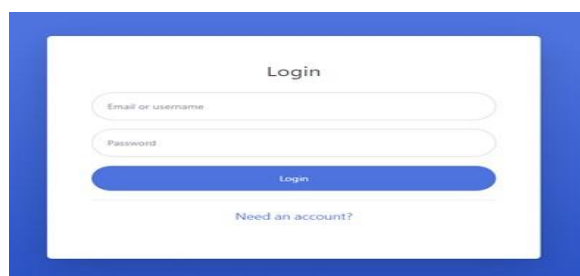 Login
Email or username
Password
Login
Need an account?